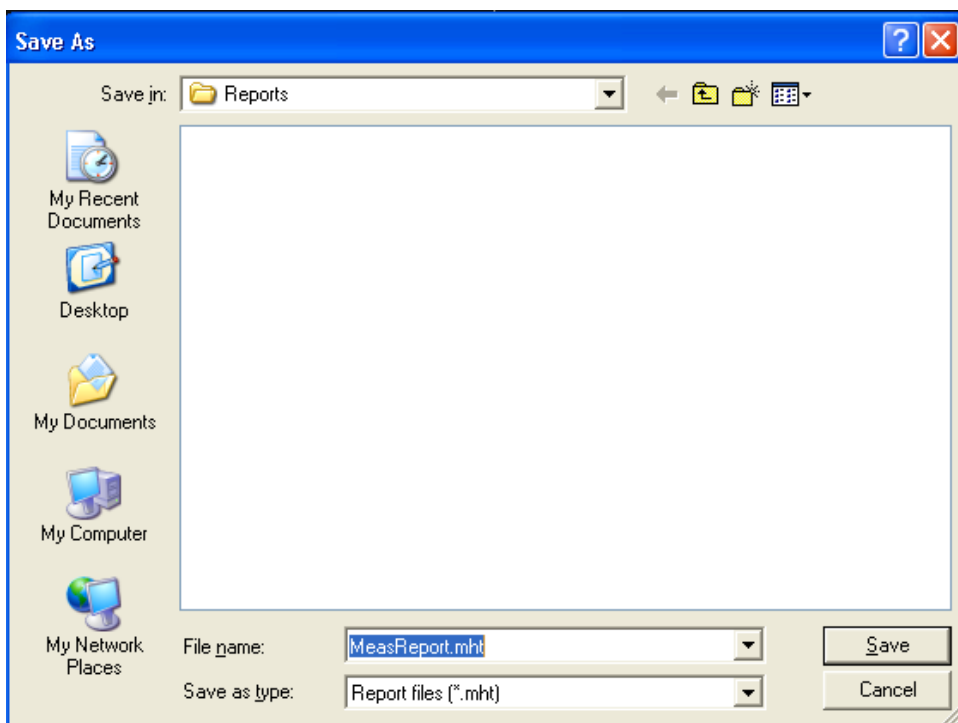 Save As
Save in:
Reports
My Recent
Documents
Desktop
My Documents
My Computer
My Network
Places
File name:
MeasReport.mht
Save
Save as type:
Report files (*.mht)
Cancel